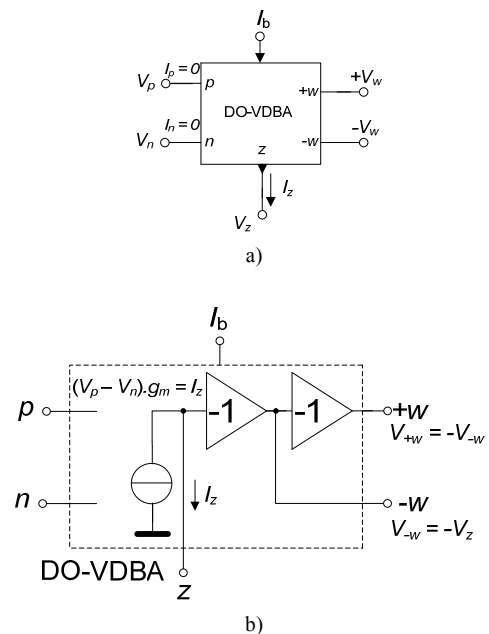 I_b
I_p = 0
V_p p +w +V_w
DO-VDBA
I_n = 0
V_n n -w -V_w
z
I_z
V_z
a)
I_b
(V_p – V_n).g_m = I_z
p -1 -1 +w
V_+w = -V_-w
n I_z -w
V_-w = -V_z
DO-VDBA
z
b)